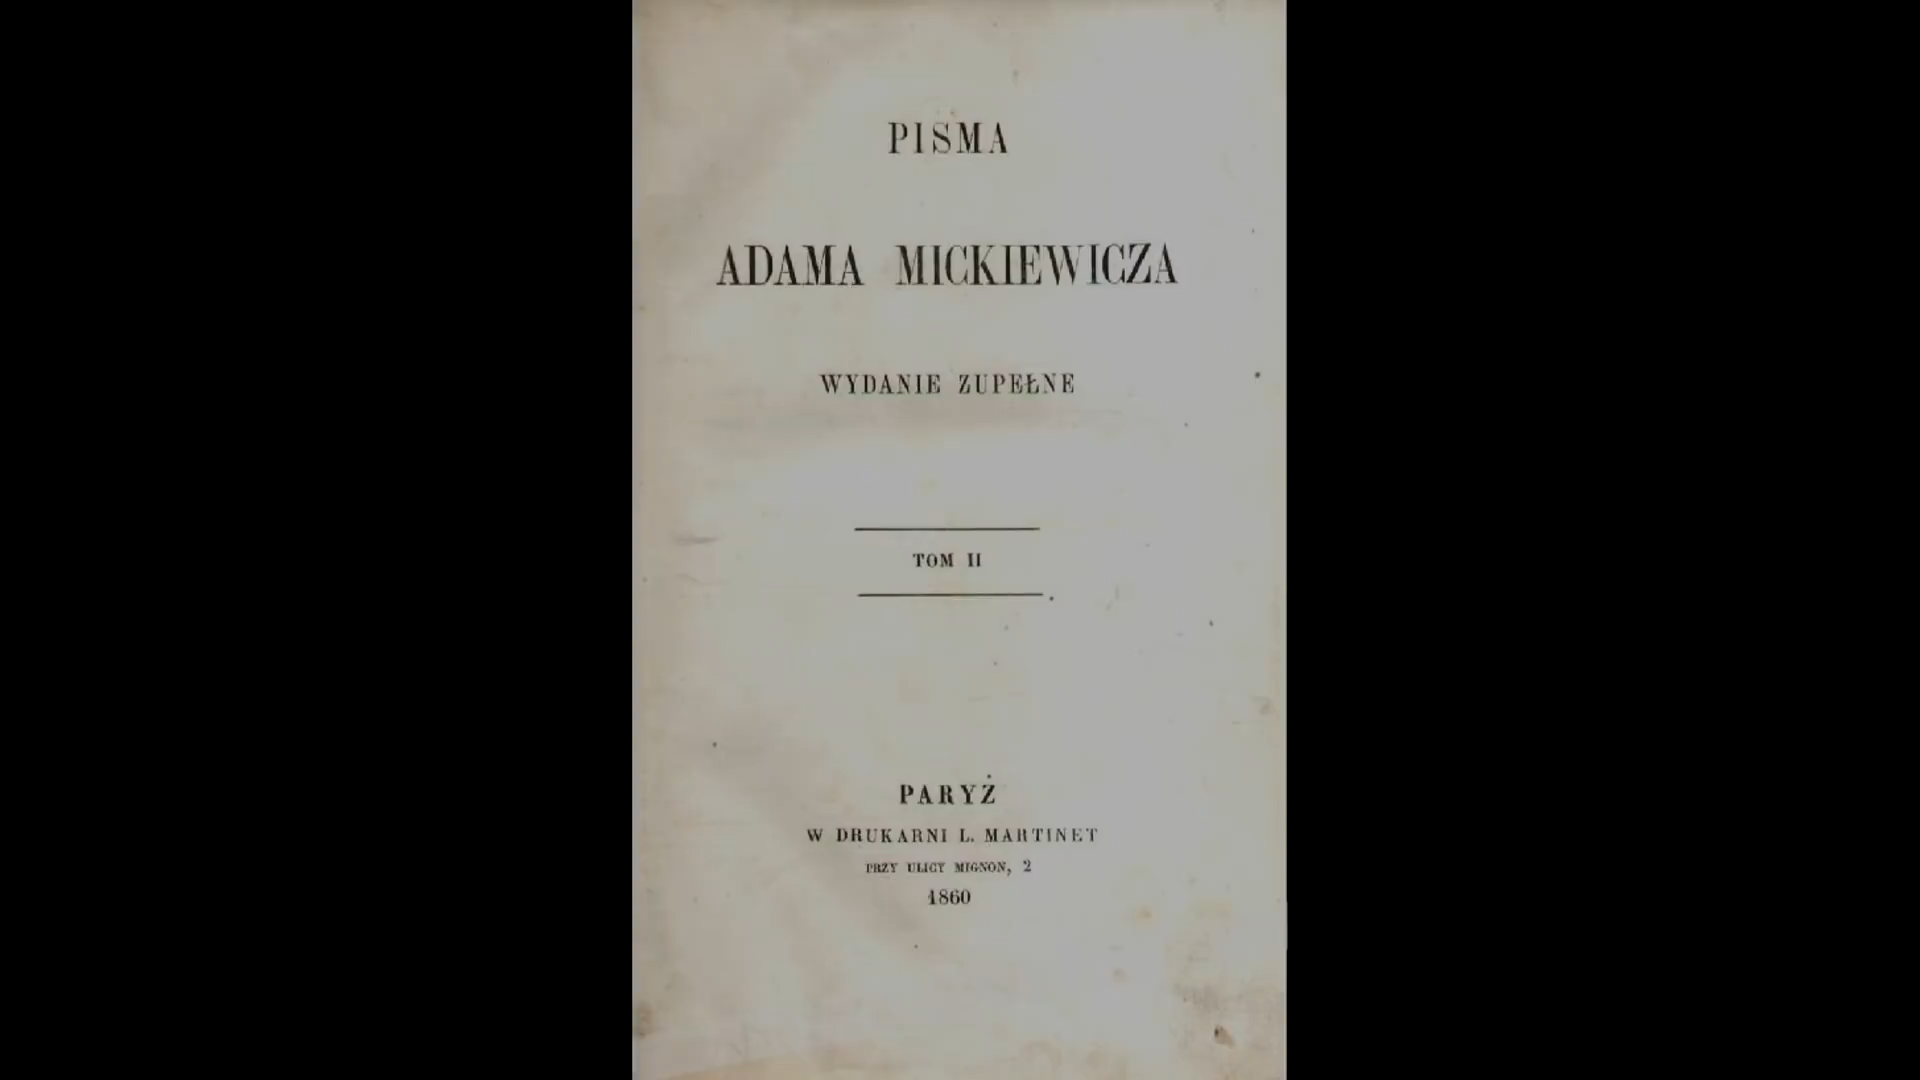 PISMA
ADAMA MICKIEWICZA
WYDANIE ZUPEŁNE
TOM II
PARYŻ
W DRUKARNI L. MARTINET
PRZY ULICY MIGNON, 2
1860